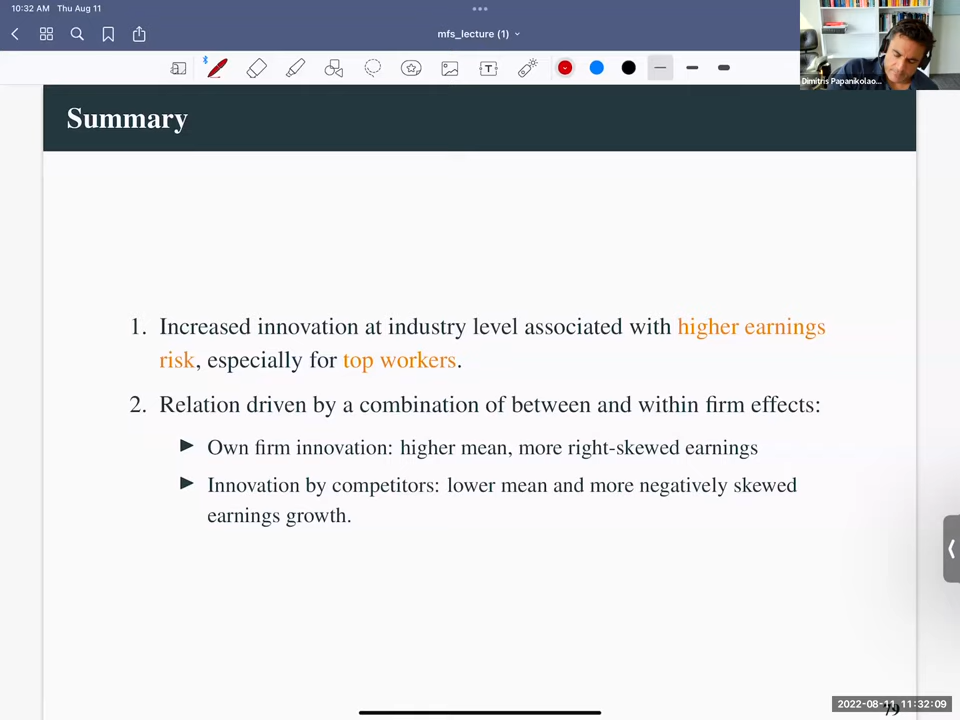 10:32 AM Thu Aug 11
mfs_lecture (1)
T
Dimitris Papanikolao...
Summary
1. Increased innovation at industry level associated with higher earnings
risk, especially for top workers.
2. Relation driven by a combination of between and within firm effects:
Own firm innovation: higher mean, more right-skewed earnings
Innovation by competitors: lower mean and more negatively skewed
earnings growth.
2022-08-11 11:32:09
79